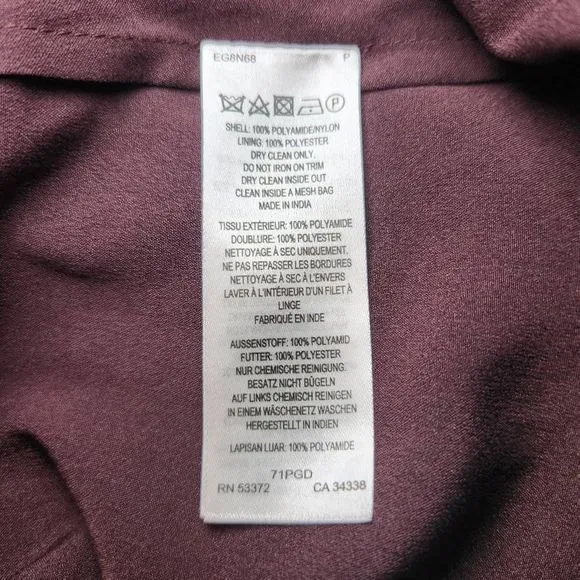 EG8N68 P
SHELL: 100% POLYAMIDE/NYLON
LINING: 100% POLYESTER
DRY CLEAN ONLY.
DO NOT IRON ON TRIM
DRY CLEAN INSIDE OUT
CLEAN INSIDE A MESH BAG
MADE IN INDIA
TISSU EXTÉRIEUR: 100% POLYAMIDE
DOUBLURE: 100% POLYESTER
NETTOYAGE À SEC UNIQUEMENT.
NE PAS REPASSER LES BORDURES
NETTOYAGE À SEC À L'ENVERS
LAVER À L'INTÉRIEUR D'UN FILET À
LINGE
FABRIQUÉ EN INDE
AUSSENSTOFF: 100% POLYAMID
FUTTER: 100% POLYESTER
NUR CHEMISCHE REINIGUNG.
BESATZ NICHT BÜGELN
AUF LINKS CHEMISCH REINIGEN
IN EINEM WÄSCHENETZ WASCHEN
HERGESTELLT IN INDIEN
LAPISAN LUAR: 100% POLYAMIDE
71PGD
RN 53372 CA 34338